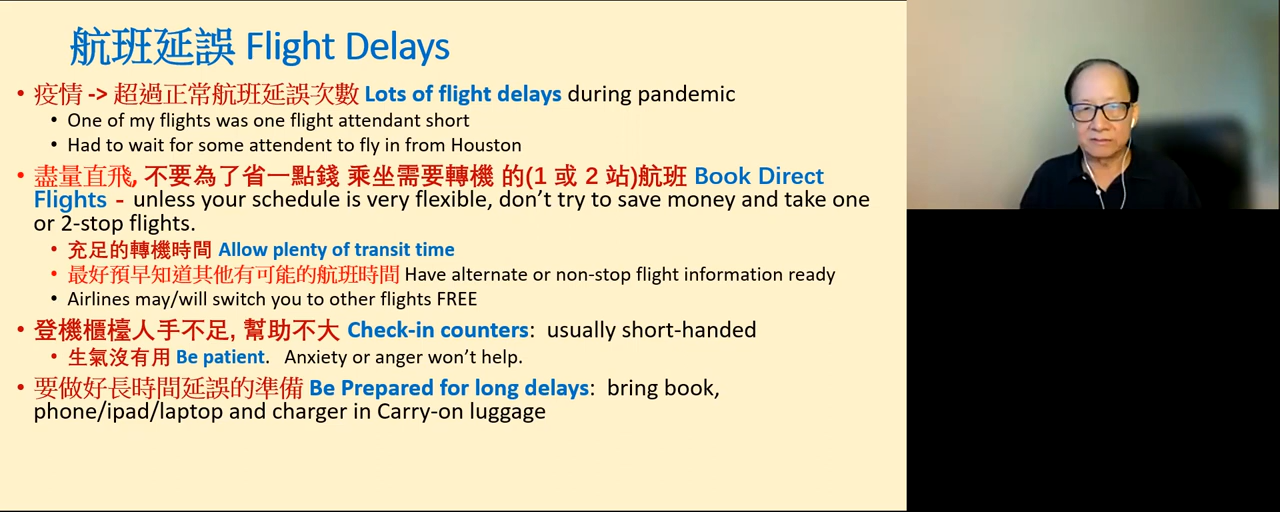 航班延誤 Flight Delays
• 疫情 -> 超過正常航班延誤次數 Lots of flight delays during pandemic
• One of my flights was one flight attendant short
• Had to wait for some attendent to fly in from Houston
• 盡量直飛, 不要為了省一點錢 乘坐需要轉機 的(1 或 2 站)航班 Book Direct
Flights - unless your schedule is very flexible, don't try to save money and take one
or 2-stop flights.
• 充足的轉機時間 Allow plenty of transit time
• 最好預早知道其他有可能的航班時間 Have alternate or non-stop flight information ready
• Airlines may/will switch you to other flights FREE
• 登機櫃檯人手不足, 幫助不大 Check-in counters: usually short-handed
• 生氣沒有用 Be patient. Anxiety or anger won't help.
• 要做好長時間延誤的準備 Be Prepared for long delays: bring book,
phone/ipad/laptop and charger in Carry-on luggage